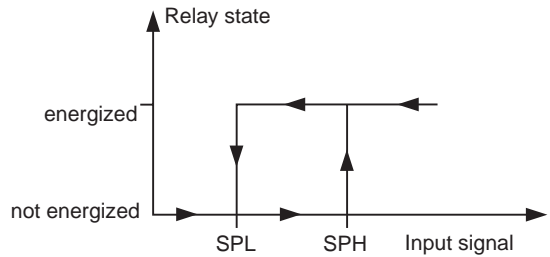 Relay state
energized
not energized
SPL
SPH
Input signal